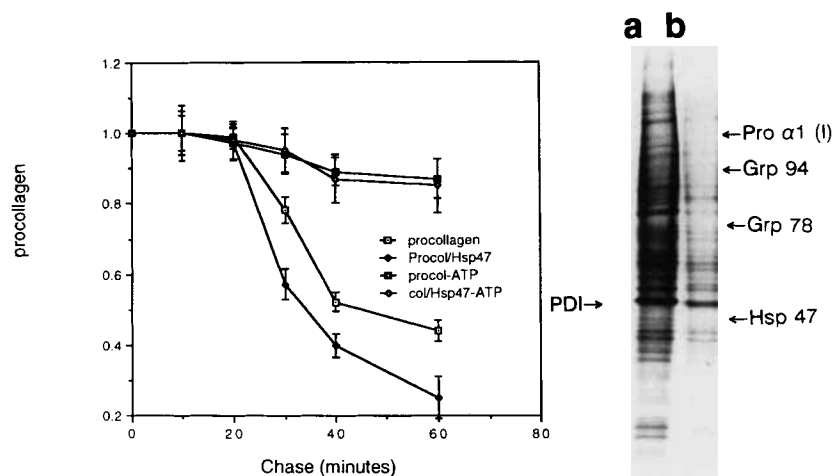 1.2
1.0
0.8
0.6
0.4
0.2
procollagen
0 20 40 60 80
Chase (minutes)
procollagen
Procol/Hsp47
procol-ATP
col/Hsp47-ATP
a b
←Pro α1 (I)
←Grp 94
←Grp 78
PDI→
←Hsp 47